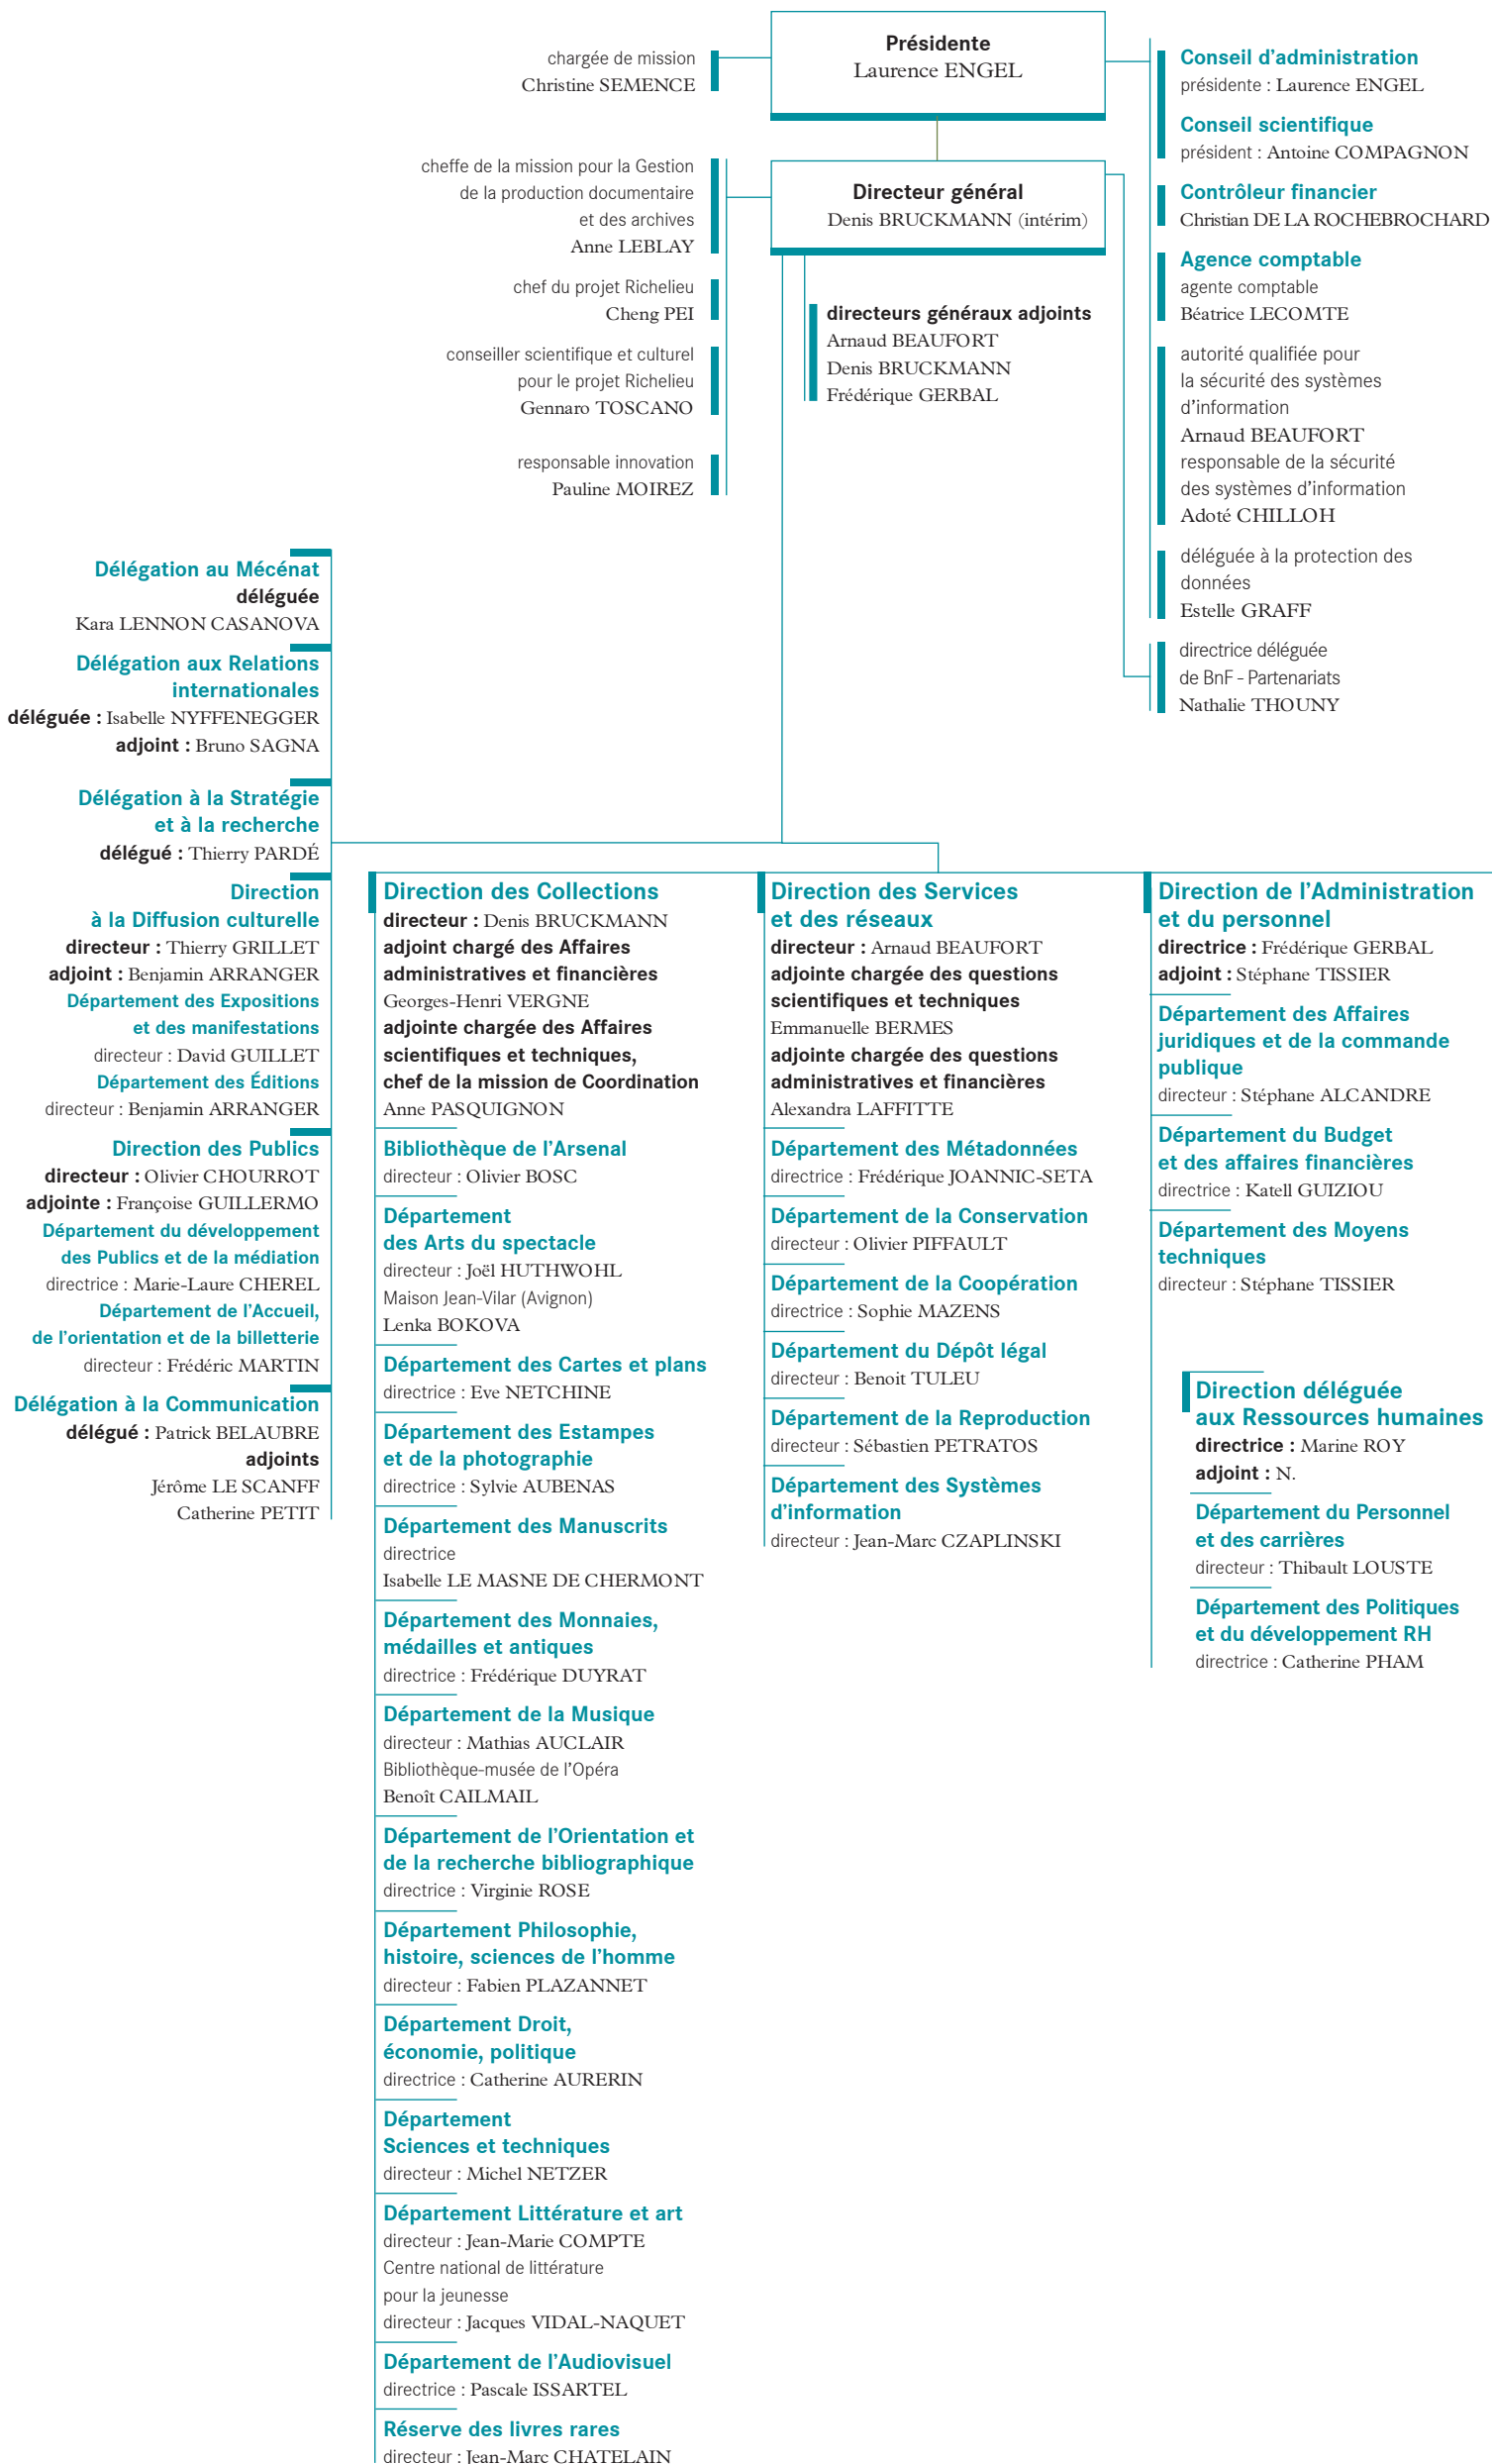 Présidente
Laurence ENGEL
chargée de mission
Christine SEMENCE
Conseil d'administration
présidente : Laurence ENGEL
Conseil scientifique
président : Antoine COMPAGNON
Contrôleur financier
Christian DE LA ROCHEBROCHARD
Agence comptable
agente comptable
Béatrice LECOMTE
autorité qualifiée pour
la sécurité des systèmes
d'information
Arnaud BEAUFORT
responsable de la sécurité
des systèmes d'information
Adoté CHILLOH
déléguée à la protection des
données
Estelle GRAFF
directrice déléguée
de BnF - Partenariats
Nathalie THOUNY
Directeur général
Denis BRUCKMANN (intérim)
cheffe de la mission pour la Gestion
de la production documentaire
et des archives
Anne LEBLAY
chef du projet Richelieu
Cheng PEI
conseiller scientifique et culturel
pour le projet Richelieu
Gennaro TOSCANO
responsable innovation
Pauline MOIREZ
directeurs généraux adjoints
Arnaud BEAUFORT
Denis BRUCKMANN
Frédérique GERBAL
Délégation au Mécénat
déléguée
Kara LENNON CASANOVA
Délégation aux Relations
internationales
déléguée : Isabelle NYFFENEGGER
adjoint : Bruno SAGNA
Délégation à la Stratégie
et à la recherche
délégué : Thierry PARDÉ
Direction
à la Diffusion culturelle
directeur : Thierry GRILLET
adjoint : Benjamin ARRANGER
Département des Expositions
et des manifestations
directeur : David GUILLET
Département des Éditions
directeur : Benjamin ARRANGER
Direction des Publics
directeur : Olivier CHOURROT
adjointe : Françoise GUILLERMO
Département du développement
des Publics et de la médiation
directrice : Marie-Laure CHEREL
Département de l'Accueil,
de l'orientation et de la billetterie
directeur : Frédéric MARTIN
Délégation à la Communication
délégué : Patrick BELAUBRE
adjoints
Jérôme LE SCANFF
Catherine PETIT
Direction des Collections
directeur : Denis BRUCKMANN
adjoint chargé des Affaires
administratives et financières
Georges-Henri VERGNE
adjointe chargée des Affaires
scientifiques et techniques,
chef de la mission de Coordination
Anne PASQUIGNON
Bibliothèque de l'Arsenal
directeur : Olivier BOSC
Département
des Arts du spectacle
directeur : Joël HUTHWOHL
Maison Jean-Vilar (Avignon)
Lenka BOKOVA
Département des Cartes et plans
directrice : Eve NETCHINE
Département des Estampes
et de la photographie
directrice : Sylvie AUBENAS
Département des Manuscrits
directrice
Isabelle LE MASNE DE CHERMONT
Département des Monnaies,
médailles et antiques
directrice : Frédérique DUYRAT
Département de la Musique
directeur : Mathias AUCLAIR
Bibliothèque-musée de l'Opéra
Benoît CAILMAIL
Département de l'Orientation et
de la recherche bibliographique
directrice : Virginie ROSE
Département Philosophie,
histoire, sciences de l'homme
directeur : Fabien PLAZANNET
Département Droit,
économie, politique
directrice : Catherine AURERIN
Département
Sciences et techniques
directeur : Michel NETZER
Département Littérature et art
directeur : Jean-Marie COMPTE
Centre national de littérature
pour la jeunesse
directeur : Jacques VIDAL-NAQUET
Département de l'Audiovisuel
directrice : Pascale ISSARTEL
Réserve des livres rares
directeur : Jean-Marc CHATELAIN
Direction des Services
et des réseaux
directeur : Arnaud BEAUFORT
adjointe chargée des questions
scientifiques et techniques
Emmanuelle BERMES
adjointe chargée des questions
administratives et financières
Alexandra LAFFITTE
Département des Métadonnées
directrice : Frédérique JOANNIC-SETA
Département de la Conservation
directeur : Olivier PIFFAULT
Département de la Coopération
directrice : Sophie MAZENS
Département du Dépôt légal
directeur : Benoit TULEU
Département de la Reproduction
directeur : Sébastien PETRATOS
Département des Systèmes
d'information
directeur : Jean-Marc CZAPLINSKI
Direction de l'Administration
et du personnel
directrice : Frédérique GERBAL
adjoint : Stéphane TISSIER
Département des Affaires
juridiques et de la commande
publique
directeur : Stéphane ALCANDRE
Département du Budget
et des affaires financières
directrice : Katell GUIZIOU
Département des Moyens
techniques
directeur : Stéphane TISSIER
Direction déléguée
aux Ressources humaines
directrice : Marine ROY
adjoint : N.
Département du Personnel
et des carrières
directeur : Thibault LOUSTE
Département des Politiques
et du développement RH
directrice : Catherine PHAM